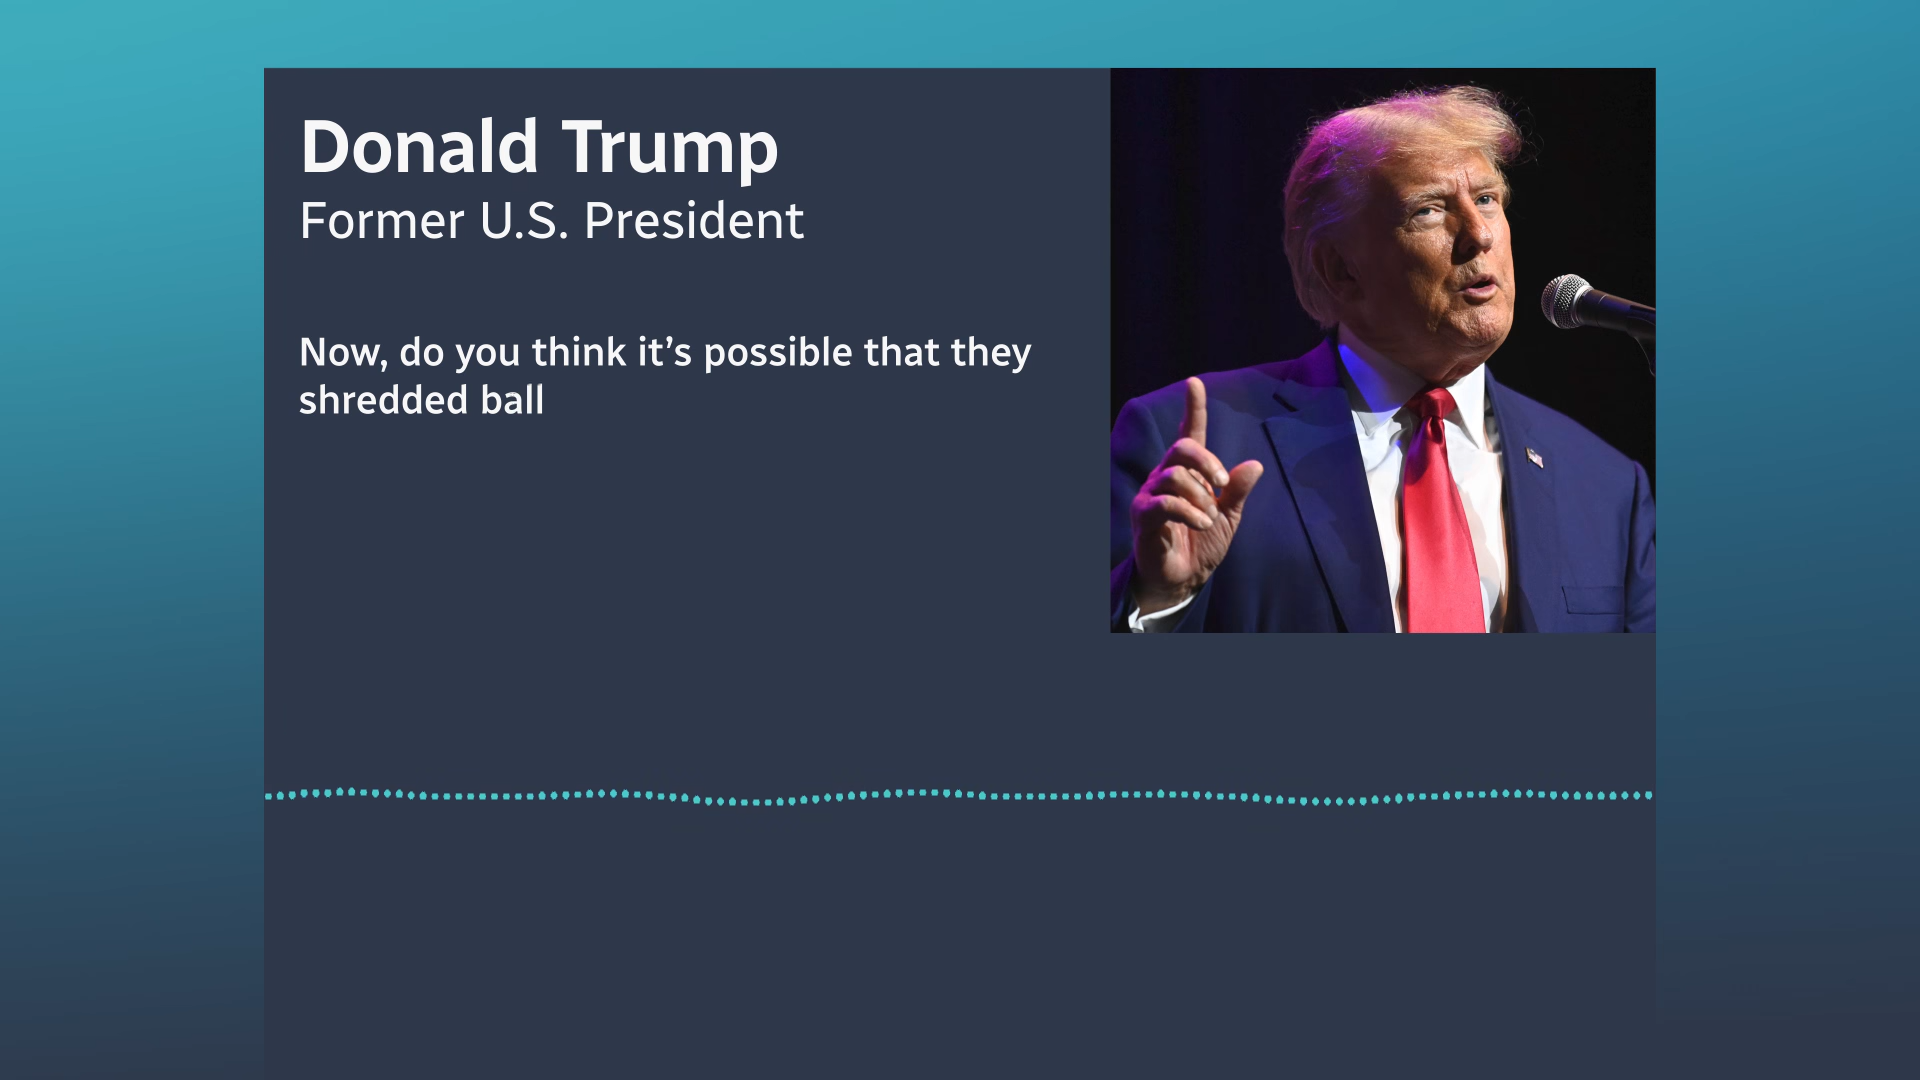 Donald Trump
Former U.S. President
Now, do you think it’s possible that they
shredded ball